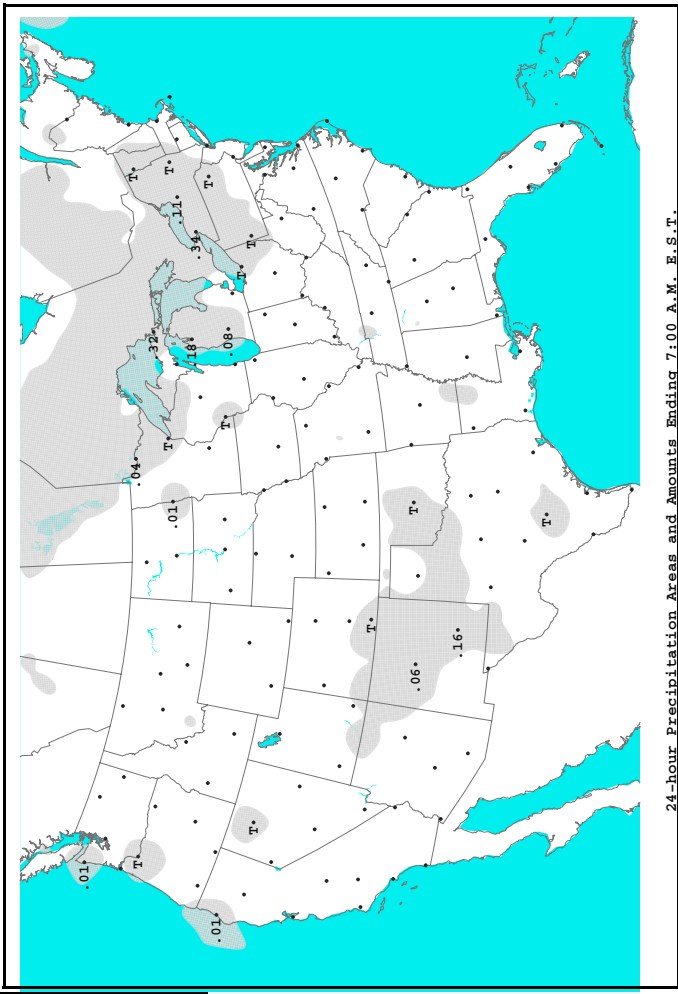 .01
T
.04
T
.32
T
T
.01
.11
.18
.34
T
.01
T
.08
T
T
T
T
T
.06
.16
T
24-hour Precipitation Areas and Amounts Ending 7:00 A.M. E.S.T.